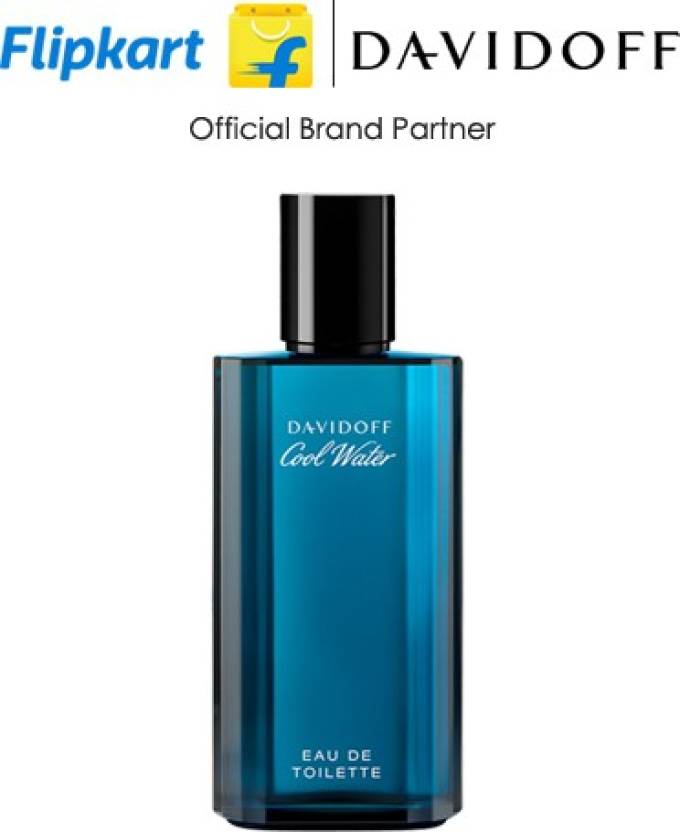 Flipkart DAVIDOFF
Official Brand Partner
DAVIDOFF
Cool Water
EAU DE
TOILETTE